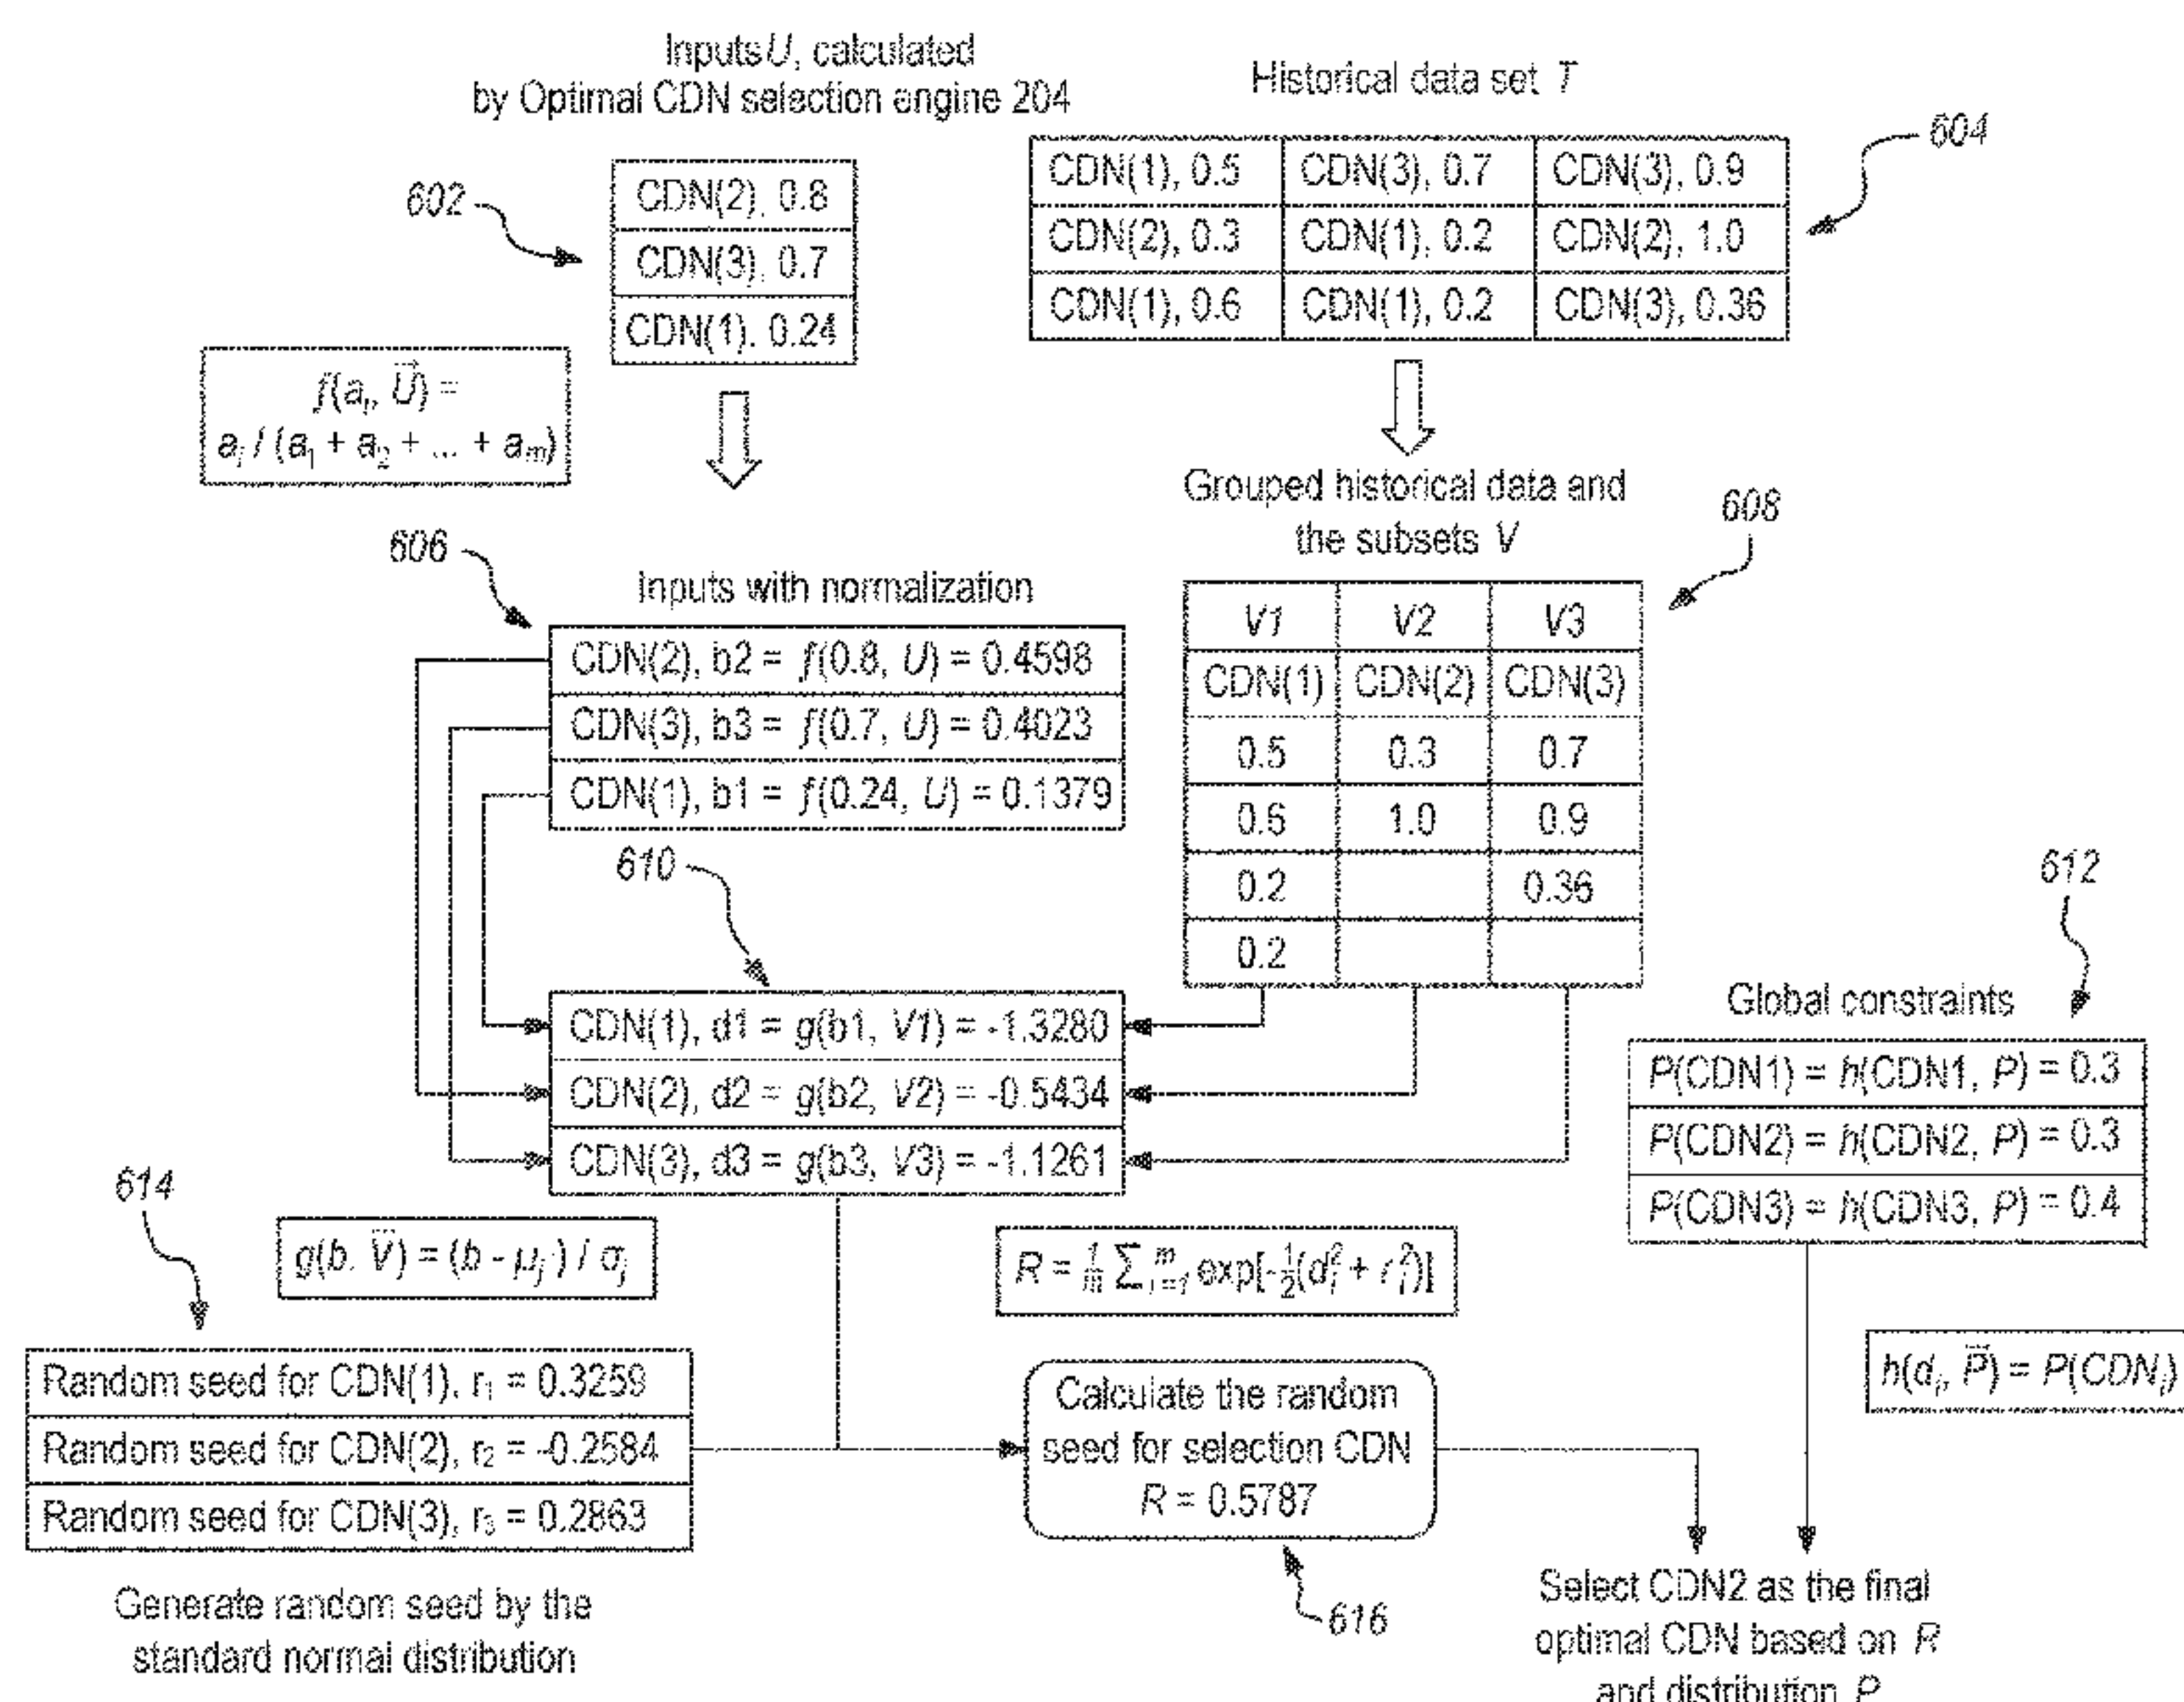 Inputs U, calculated
by Optimal CDN selection engine 204
Historical data set T
602
CDN(2), 0.8
CDN(3), 0.7
CDN(1), 0.24
604
CDN(1), 0.5 CDN(3), 0.7 CDN(3), 0.9
CDN(2), 0.3 CDN(1), 0.2 CDN(2), 1.0
CDN(1), 0.6 CDN(1), 0.2 CDN(3), 0.36
f(aᵢ, U⃗) =
aᵢ / (a₁ + a₂ + ... + aₘ)
606
Inputs with normalization
CDN(2), b2 = f(0.8, U) = 0.4598
CDN(3), b3 = f(0.7, U) = 0.4023
CDN(1), b1 = f(0.24, U) = 0.1379
Grouped historical data and
the subsets V
608
V1 V2 V3
CDN(1) CDN(2) CDN(3)
0.5 0.3 0.7
0.6 1.0 0.9
0.2 0.36
0.2
610
CDN(1), d1 = g(b1, V1) = -1.3280
CDN(2), d2 = g(b2, V2) = -0.5434
CDN(3), d3 = g(b3, V3) = -1.1261
612
Global constraints
P(CDN1) = h(CDN1, P) = 0.3
P(CDN2) = h(CDN2, P) = 0.3
P(CDN3) = h(CDN3, P) = 0.4
614
g(b, V⃗) = (b - μⱼ) / σⱼ
R = 1/m ∑ᵢ₌₁ᵐ exp[-½(dᵢ² + rᵢ²)]
h(dᵢ, P⃗) = P(CDNᵢ)
Random seed for CDN(1), r₁ = 0.3259
Random seed for CDN(2), r₂ = -0.2584
Random seed for CDN(3), r₃ = 0.2863
Generate random seed by the
standard normal distribution
Calculate the random
seed for selection CDN
R = 0.5787
616
Select CDN2 as the final
optimal CDN based on R
and distribution P